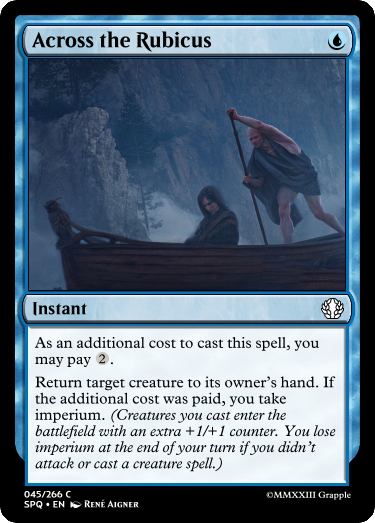 Across the Rubicus
Instant
As an additional cost to cast this spell, you
may pay 2.
Return target creature to its owner's hand. If
the additional cost was paid, you take
imperium. (Creatures you cast enter the
battlefield with an extra +1/+1 counter. You lose
imperium at the end of your turn if you didn't
attack or cast a creature spell.)
045/266 C
SPQ • EN René Aigner
©MMXXIII Grapple